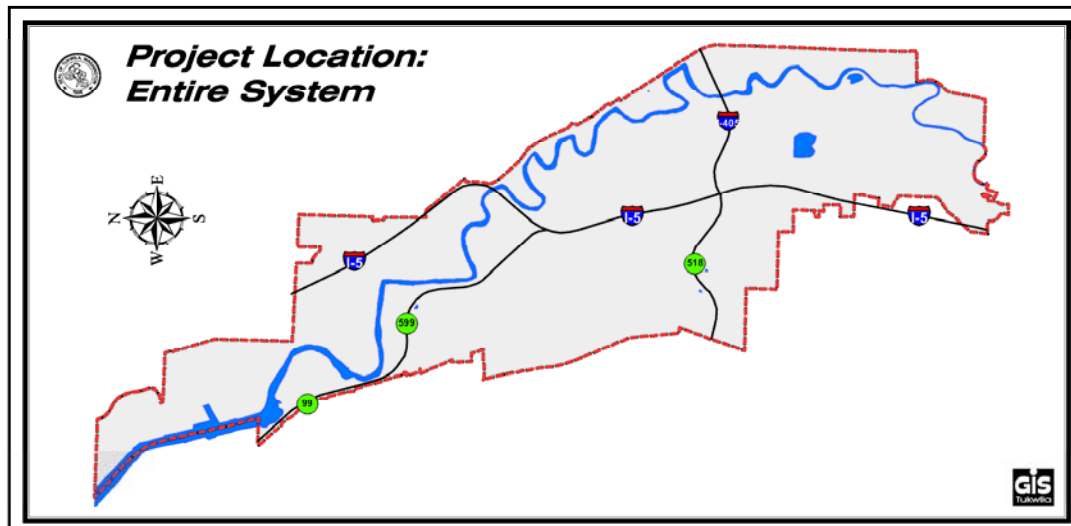 Project Location:
Entire System
I-405
I-5
I-5
I-5
518
599
99
E
N
S
W
GIS
Tukwila